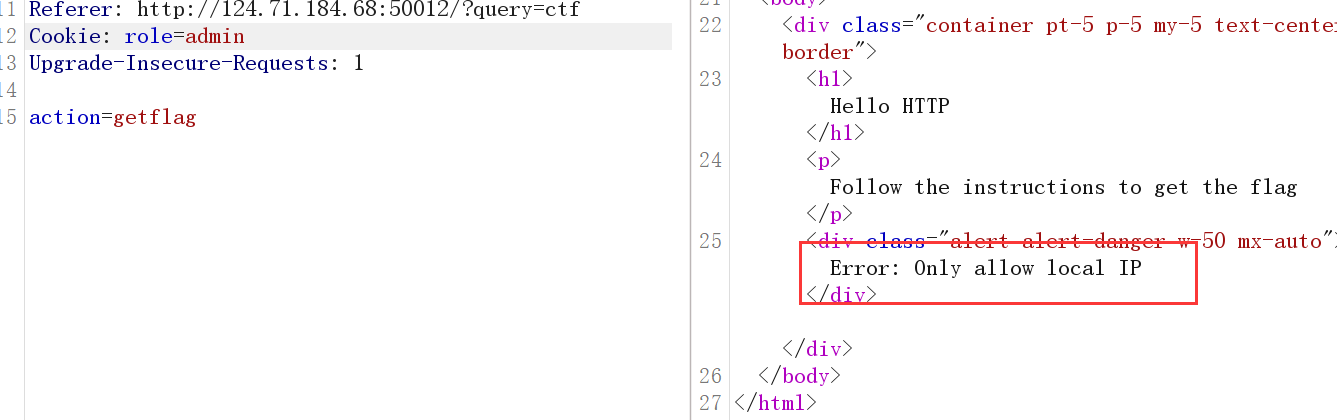 11 Referer: http://124.71.184.68:50012/?query=ctf
12 Cookie: role=admin
13 Upgrade-Insecure-Requests: 1
14
15 action=getflag
21 <body>
22 <div class="container pt-5 p-5 my-5 text-center
border">
23 <h1>
Hello HTTP
</h1>
24 <p>
Follow the instructions to get the flag
</p>
25 <div class="alert alert-danger w-50 mx-auto">
Error: Only allow local IP
</div>
</div>
26 </body>
27 </html>